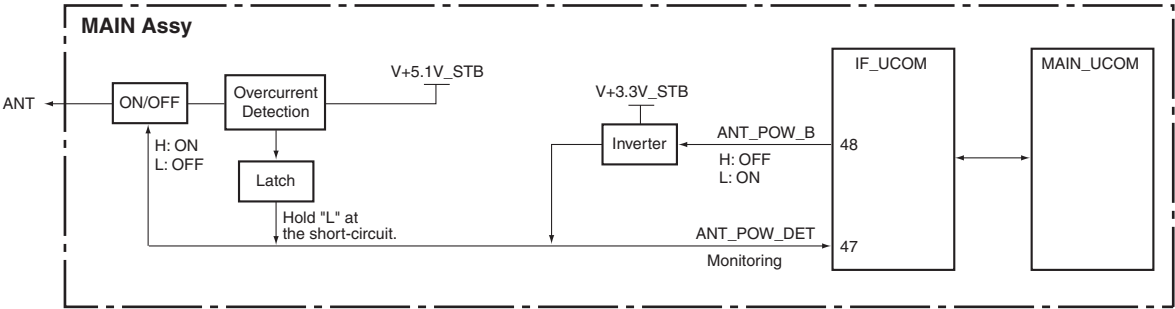 MAIN Assy
IF_UCOM
MAIN_UCOM
V+5.1V_STB
V+3.3V_STB
ANT
ON/OFF
Overcurrent
Detection
H: ON
L: OFF
Latch
Hold "L" at
the short-circuit.
Inverter
ANT_POW_B
H: OFF
L: ON
48
ANT_POW_DET
Monitoring
47